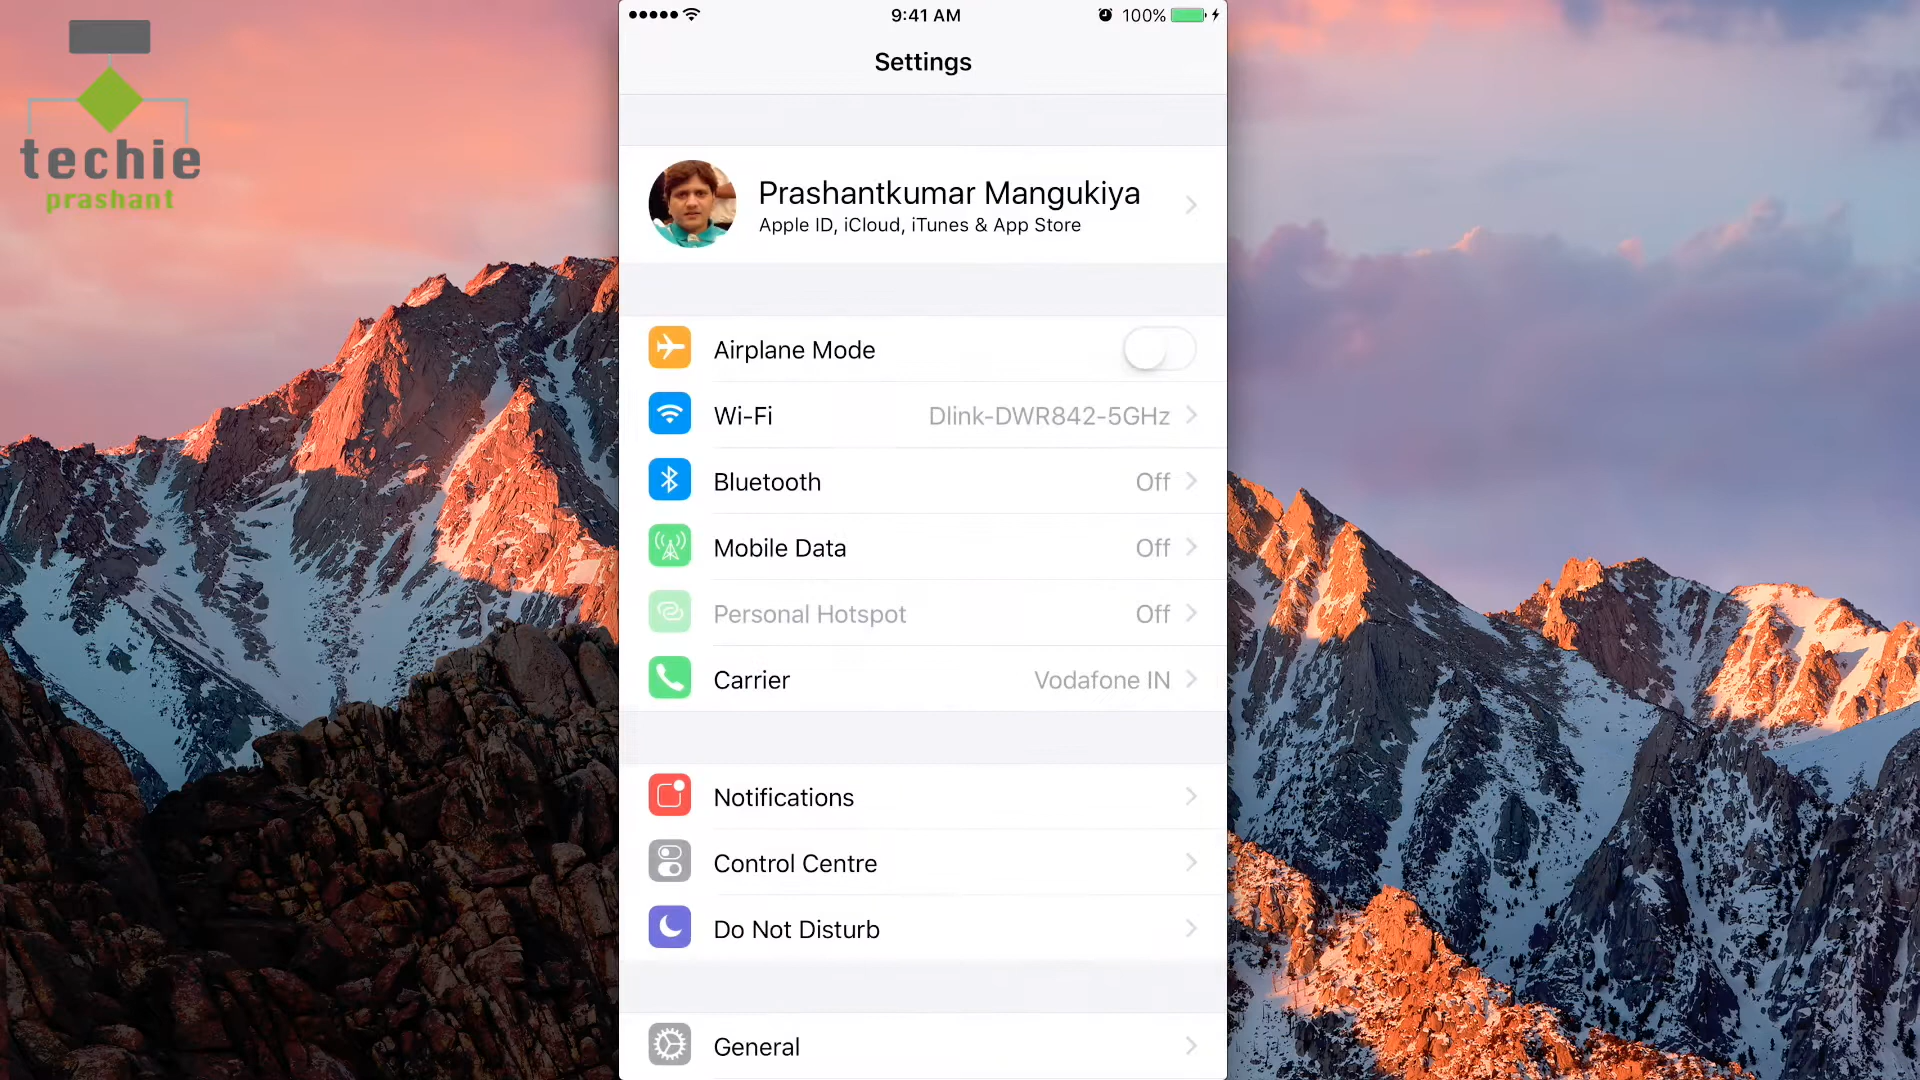 techie
prashant
9:41 AM
100%
Settings
Prashantkumar Mangukiya
Apple ID, iCloud, iTunes & App Store
Airplane Mode
Wi-Fi Dlink-DWR842-5GHz
Bluetooth Off
Mobile Data Off
Personal Hotspot Off
Carrier Vodafone IN
Notifications
Control Centre
Do Not Disturb
General